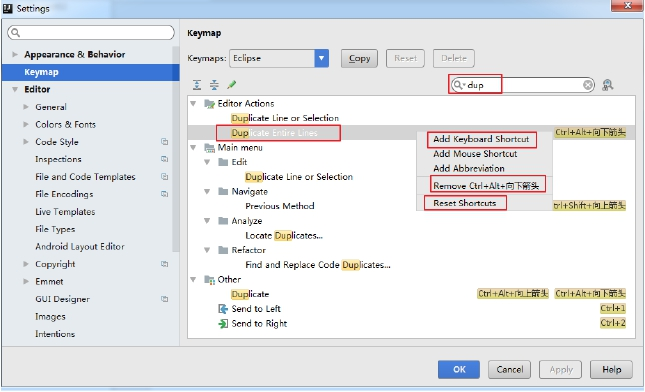 Settings
Keymap
Appearance & Behavior
Keymap
Editor
General
Colors & Fonts
Code Style
Inspections
File and Code Templates
File Encodings
Live Templates
File Types
Android Layout Editor
Copyright
Emmet
GUI Designer
Images
Intentions
Keymaps: Eclipse Copy Reset Delete
dup
Editor Actions
Duplicate Line or Selection
Duplicate Entire Lines Ctrl+Alt+向下箭头
Main menu
Edit
Duplicate Line or Selection
Navigate
Previous Method trl+Shift+向上箭头
Analyze
Locate Duplicates...
Refactor
Find and Replace Code Duplicates...
Other
Duplicate Ctrl+Alt+向上箭头 Ctrl+Alt+向下箭头
Send to Left Ctrl+1
Send to Right Ctrl+2
Add Keyboard Shortcut
Add Mouse Shortcut
Add Abbreviation
Remove Ctrl+Alt+向下箭头
Reset Shortcuts
OK Cancel Apply Help